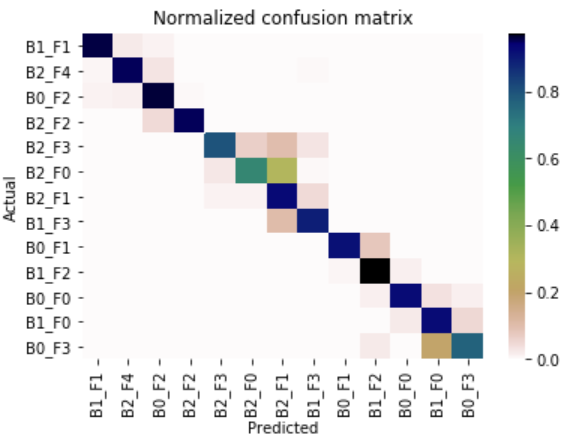 Normalized confusion matrix
Actual
B1_F1
B2_F4
B0_F2
B2_F2
B2_F3
B2_F0
B2_F1
B1_F3
B0_F1
B1_F2
B0_F0
B1_F0
B0_F3
B1_F1
B2_F4
B0_F2
B2_F2
B2_F3
B2_F0
B2_F1
B1_F3
B0_F1
B1_F2
B0_F0
B1_F0
B0_F3
Predicted
0.8
0.6
0.4
0.2
0.0